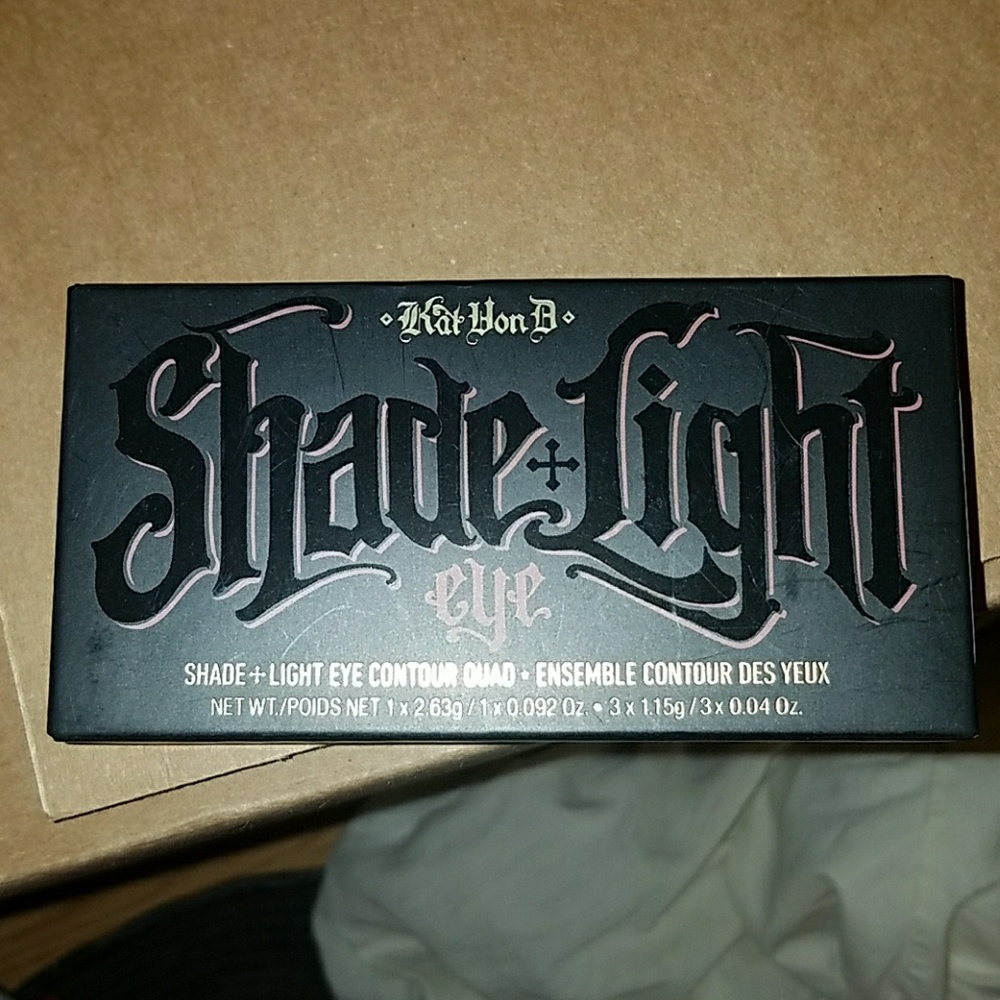 Kat Von D
Shade + Light
eye
SHADE + LIGHT EYE CONTOUR QUAD • ENSEMBLE CONTOUR DES YEUX
NET WT./POIDS NET 1 x 2.63g / 1 x 0.092 Oz. • 3 x 1.15g / 3 x 0.04 Oz.